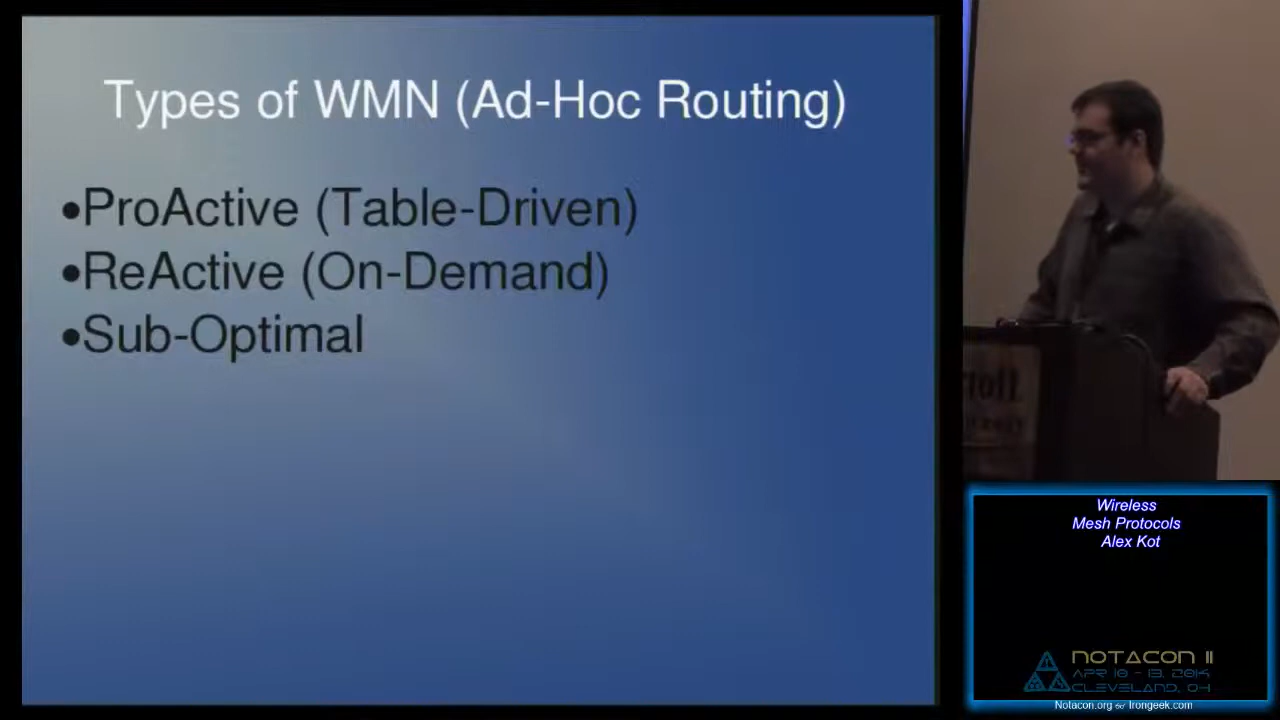 Types of WMN (Ad-Hoc Routing)
•ProActive (Table-Driven)
•ReActive (On-Demand)
•Sub-Optimal
Wireless
Mesh Protocols
Alex Kot
NOTACON 11
APR 10 - 13, 2014
CLEVELAND, OH
Notacon.org & Irongeek.com